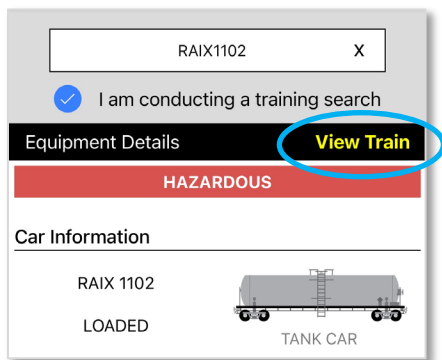 RAIX1102 X
I am conducting a training search
Equipment Details View Train
HAZARDOUS
Car Information
RAIX 1102
LOADED
TANK CAR